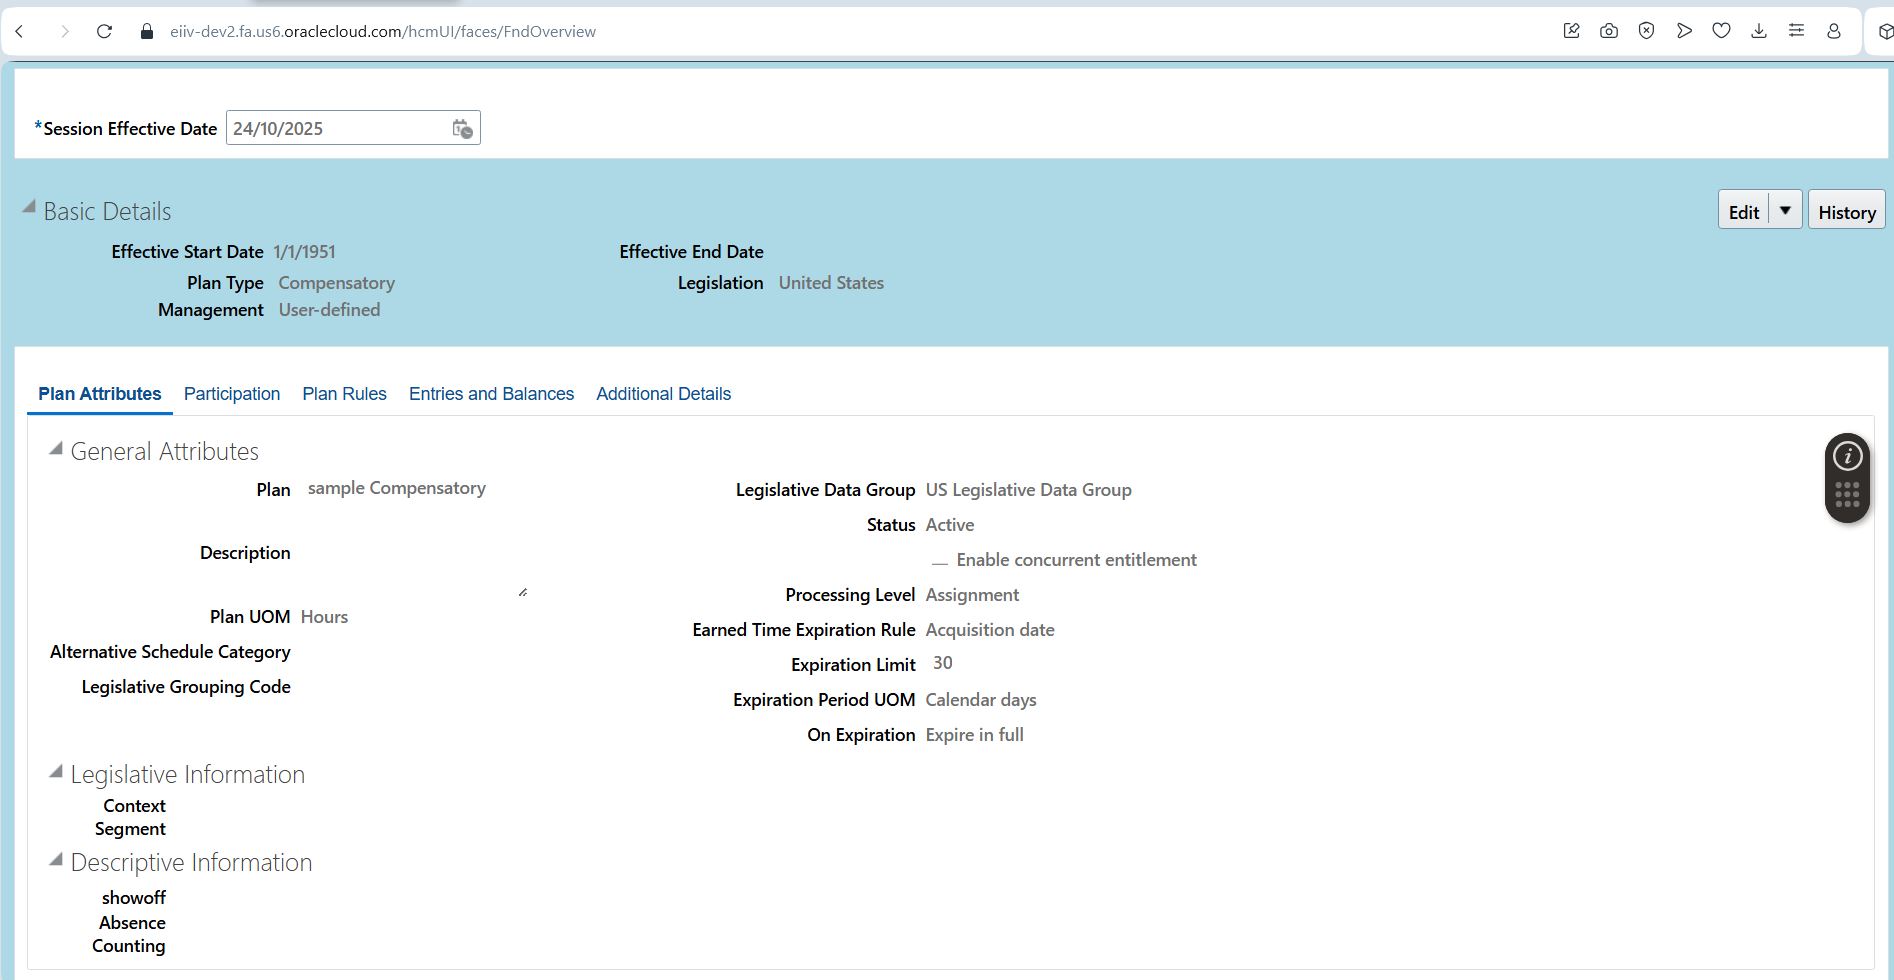 eiiv-dev2.fa.us6.oraclecloud.com/hcmUI/faces/FndOverview
*Session Effective Date 24/10/2025
Basic Details
Edit
History
Effective Start Date 1/1/1951
Effective End Date
Plan Type Compensatory
Legislation United States
Management User-defined
Plan Attributes Participation Plan Rules Entries and Balances Additional Details
General Attributes
Plan sample Compensatory
Legislative Data Group US Legislative Data Group
Status Active
Description
Enable concurrent entitlement
Processing Level Assignment
Plan UOM Hours
Earned Time Expiration Rule Acquisition date
Alternative Schedule Category
Expiration Limit 30
Legislative Grouping Code
Expiration Period UOM Calendar days
On Expiration Expire in full
Legislative Information
Context
Segment
Descriptive Information
showoff
Absence
Counting